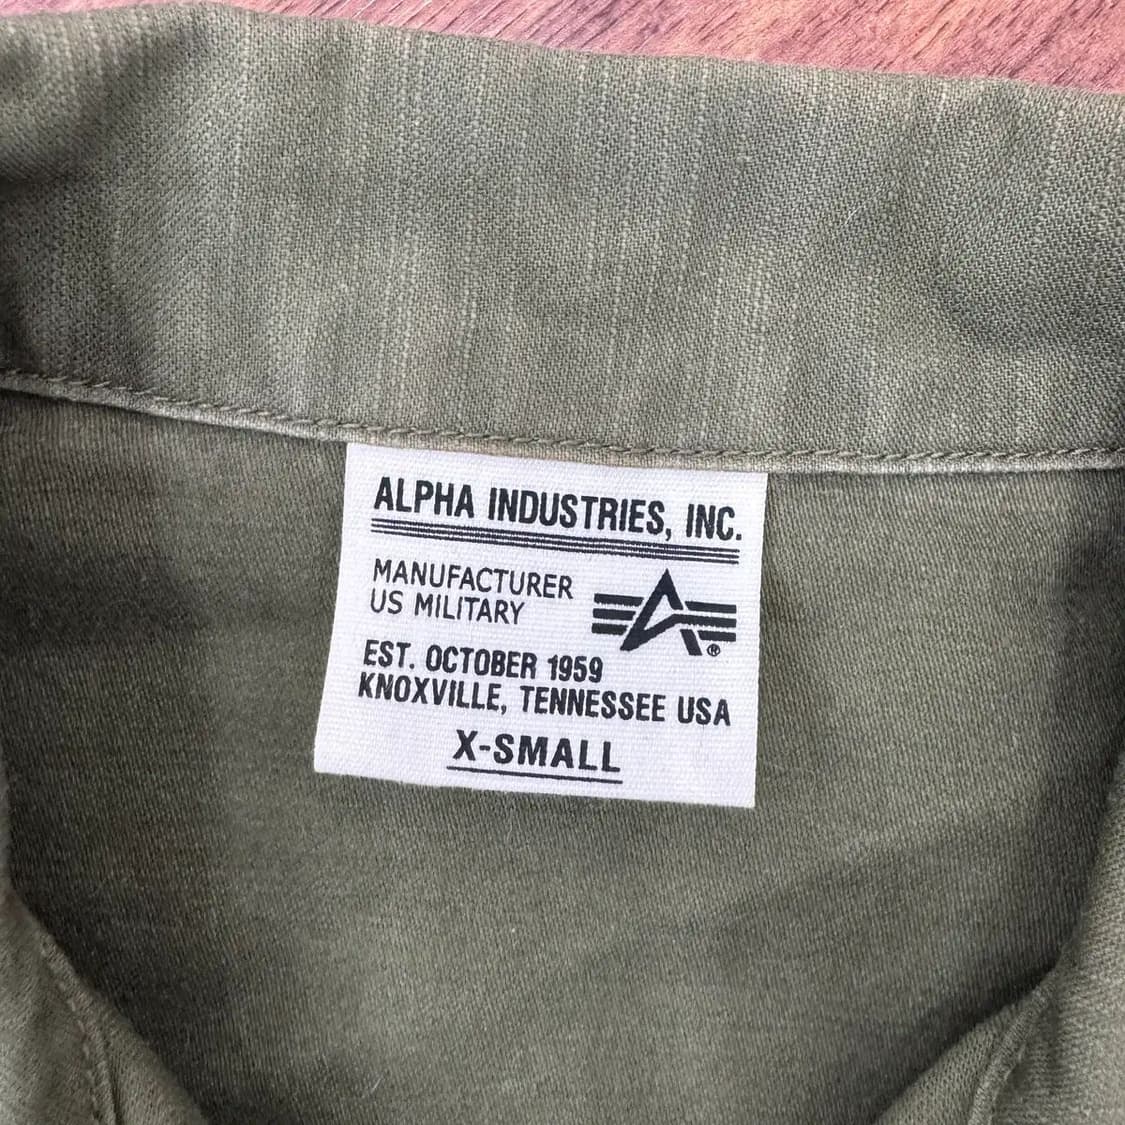 ALPHA INDUSTRIES, INC.
MANUFACTURER
US MILITARY
®
EST. OCTOBER 1959
KNOXVILLE, TENNESSEE USA
X-SMALL